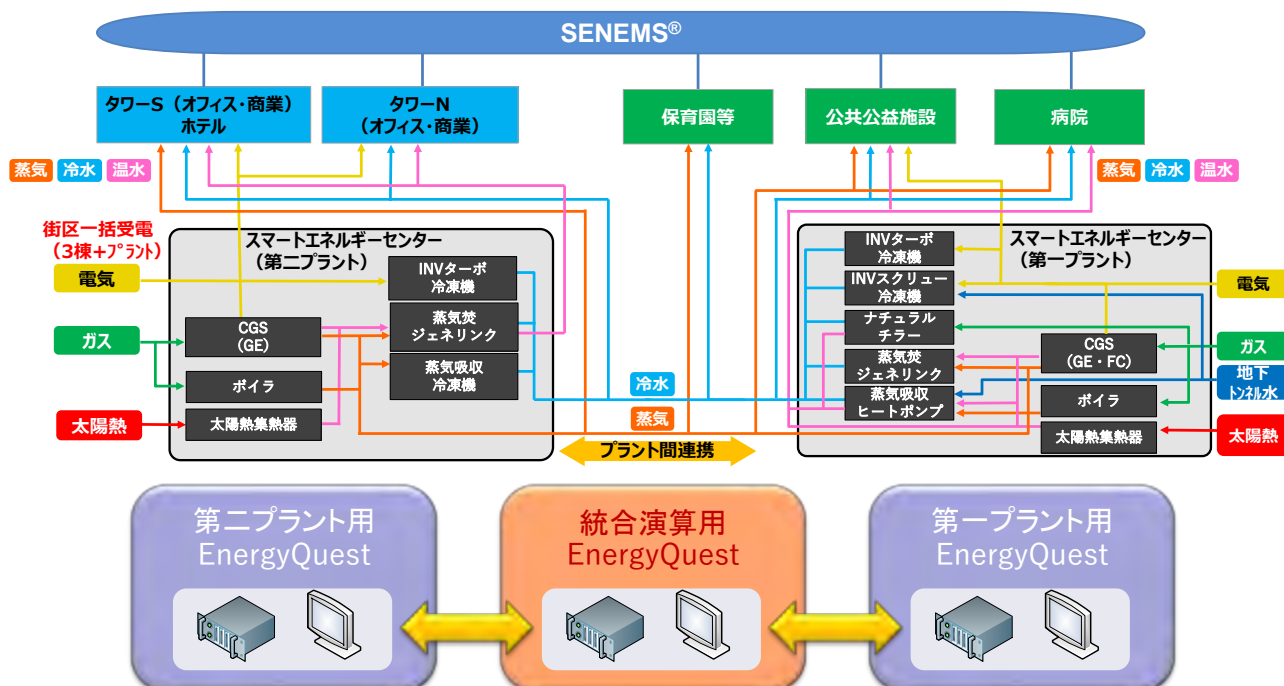 SENEMS®
タワーS（オフィス・商業）
ホテル
タワーN
（オフィス・商業）
保育園等
公共公益施設
病院
蒸気 冷水 温水
蒸気 冷水 温水
街区一括受電
（3棟+プラント）
電気
ガス
太陽熱
スマートエネルギーセンター
（第二プラント）
INVターボ
冷凍機
CGS
(GE)
蒸気焚
ジェネリンク
ボイラ
蒸気吸収
冷凍機
太陽熱集熱器
冷水
蒸気
プラント間連携
スマートエネルギーセンター
（第一プラント）
INVターボ
冷凍機
INVスクリュー
冷凍機
ナチュラル
チラー
蒸気焚
ジェネリンク
蒸気吸収
ヒートポンプ
CGS
(GE・FC)
ボイラ
太陽熱集熱器
電気
ガス
地下
トンネル水
太陽熱
第二プラント用
EnergyQuest
統合演算用
EnergyQuest
第一プラント用
EnergyQuest